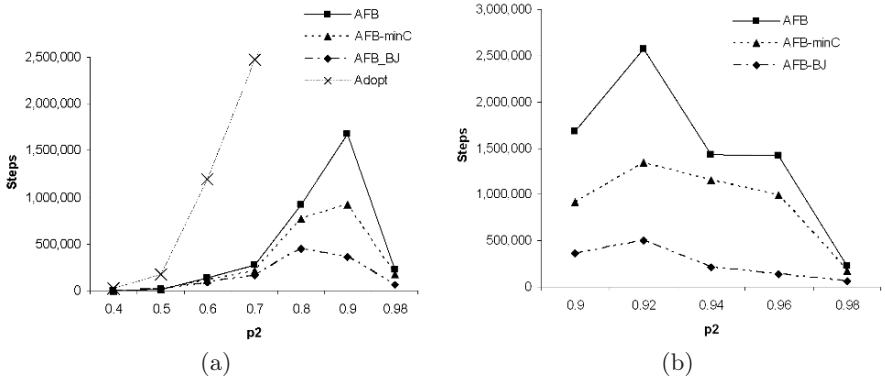 AFB
AFB-minC
AFB_BJ
Adopt
2,500,000
2,000,000
1,500,000
1,000,000
500,000
0
Steps
0.4 0.5 0.6 0.7 0.8 0.9 0.98
p2
(a)
AFB
AFB-minC
AFB-BJ
3,000,000
2,500,000
2,000,000
1,500,000
1,000,000
500,000
0
Steps
0.9 0.92 0.94 0.96 0.98
p2
(b)